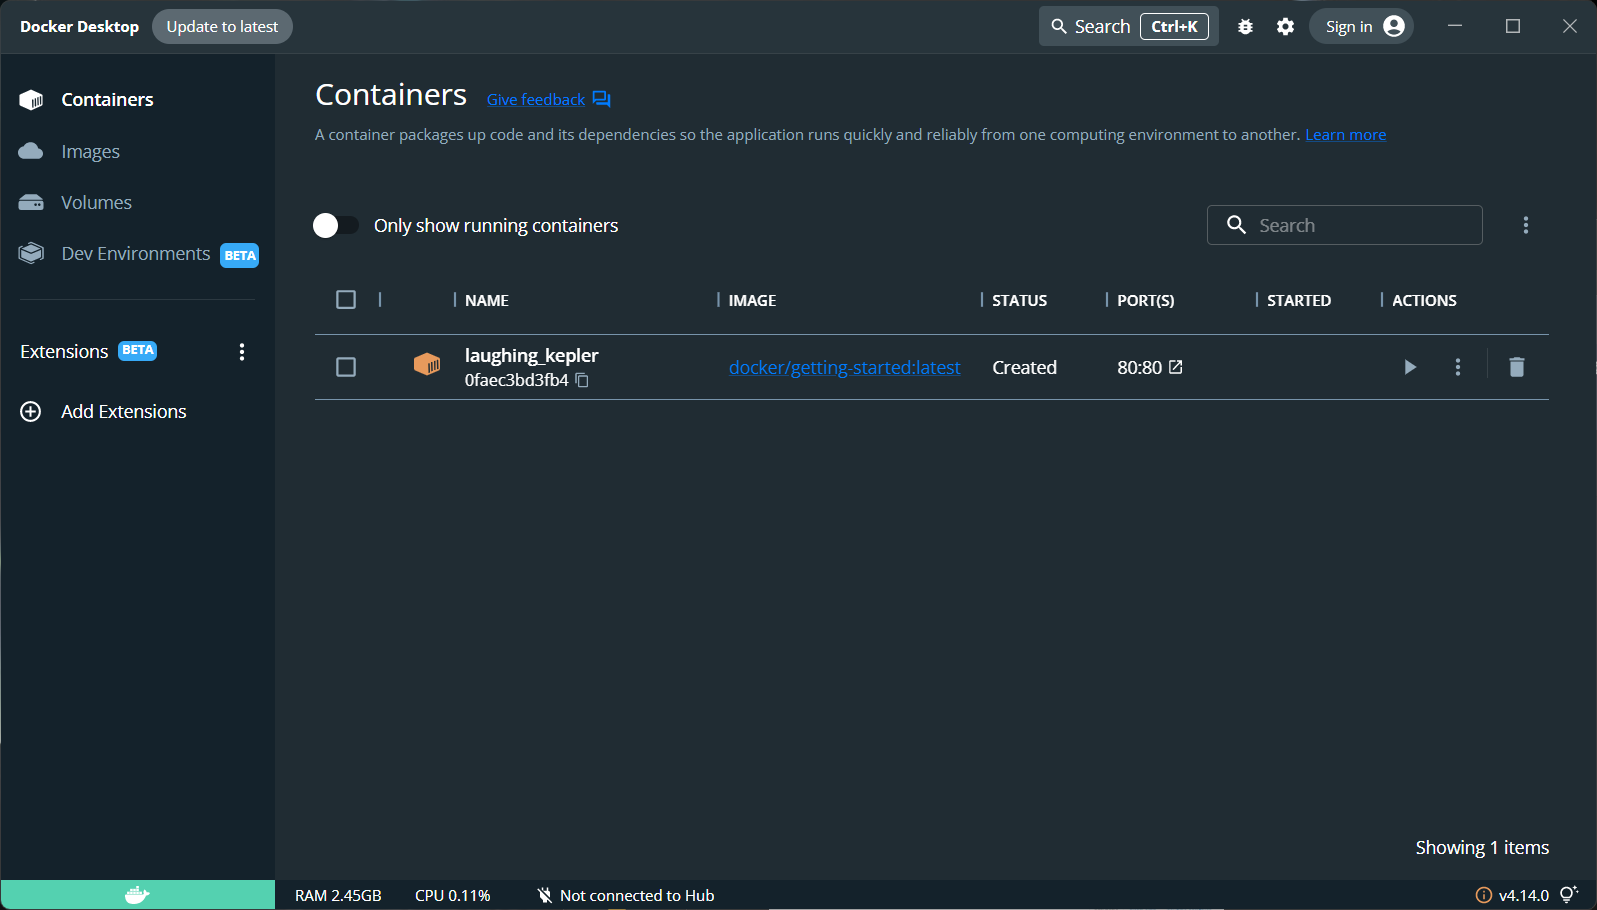 Docker Desktop Update to latest Search Ctrl+K Sign in
Containers
Images
Volumes
Dev Environments BETA
Extensions BETA
Add Extensions
Containers Give feedback
A container packages up code and its dependencies so the application runs quickly and reliably from one computing environment to another. Learn more
Only show running containers Search
NAME IMAGE STATUS PORT(S) STARTED ACTIONS
laughing_kepler
0faec3bd3fb4 docker/getting-started:latest Created 80:80
Showing 1 items
RAM 2.45GB CPU 0.11% Not connected to Hub v4.14.0